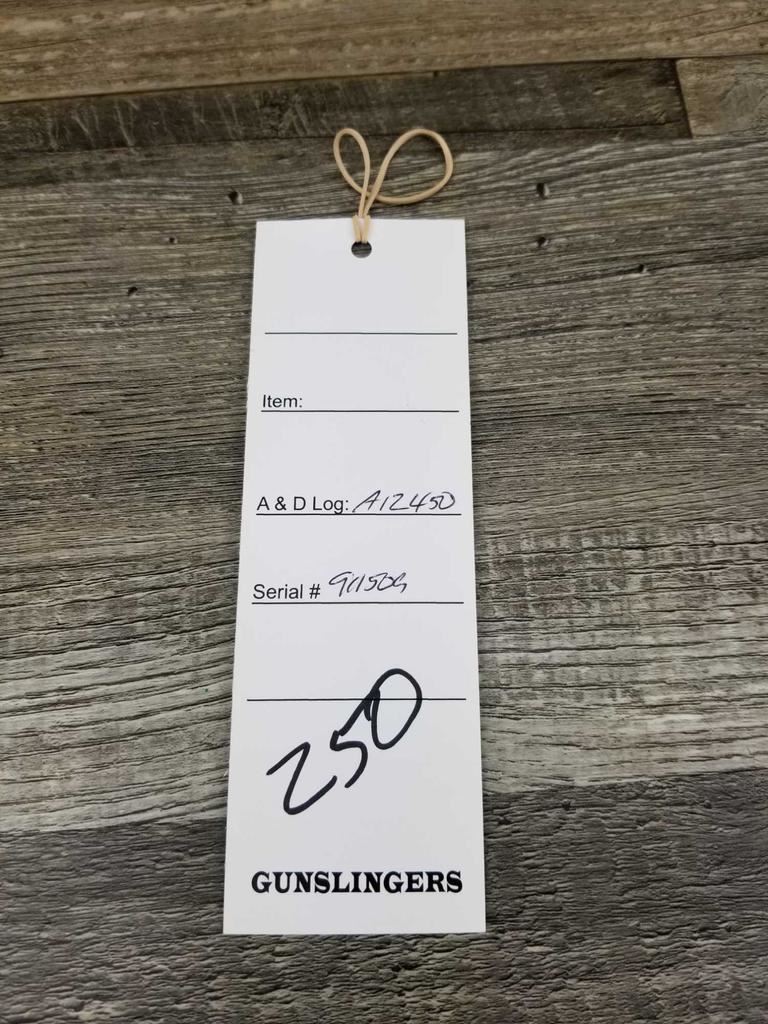 Item:
A & D Log: A12450
Serial #
250
GUNSLINGERS